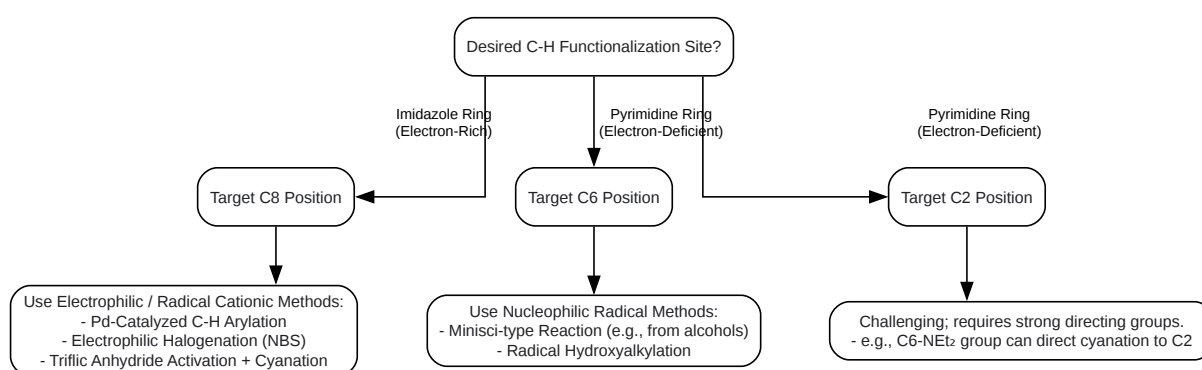 Desired C-H Functionalization Site?
Imidazole Ring
(Electron-Rich)
Pyrimidine Ring
(Electron-Deficient)
Pyrimidine Ring
(Electron-Deficient)
Target C8 Position
Target C6 Position
Target C2 Position
Use Electrophilic / Radical Cationic Methods:
- Pd-Catalyzed C-H Arylation
- Electrophilic Halogenation (NBS)
- Triflic Anhydride Activation + Cyanation
Use Nucleophilic Radical Methods:
- Minisci-type Reaction (e.g., from alcohols)
- Radical Hydroxyalkylation
Challenging; requires strong directing groups.
- e.g., C6-NEt₂ group can direct cyanation to C2